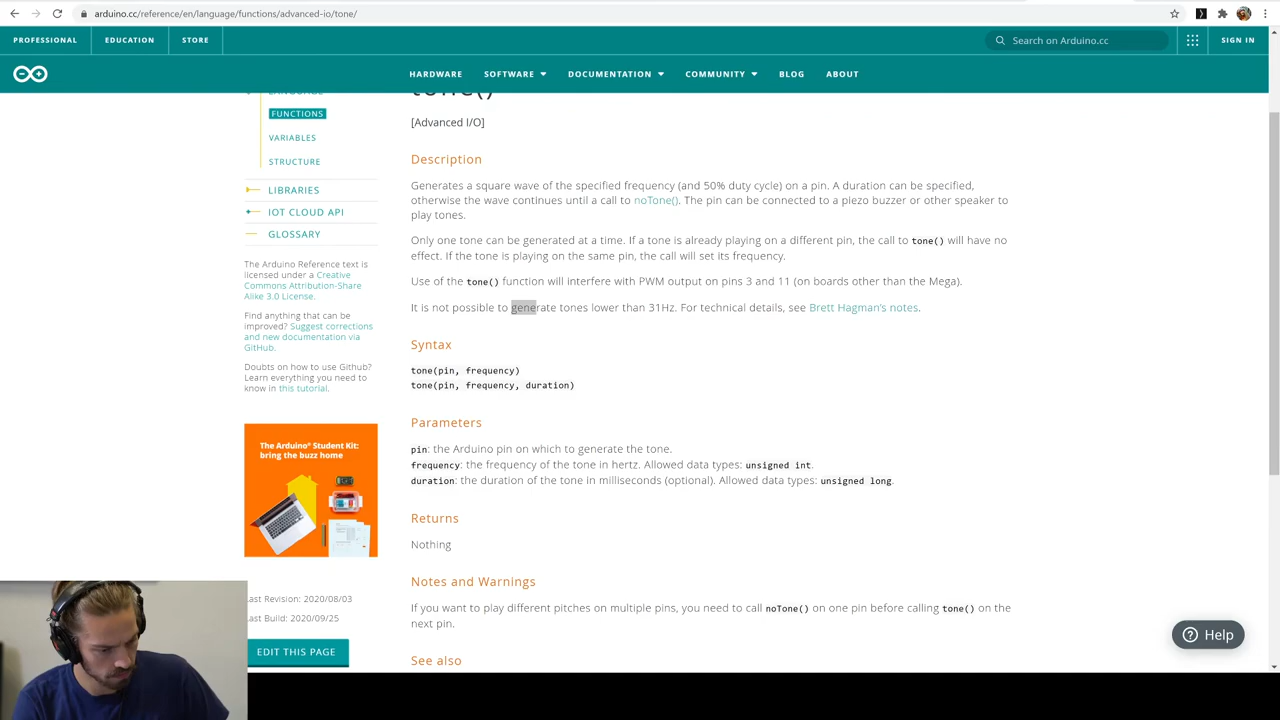 arduino.cc/reference/en/language/functions/advanced-io/tone/
PROFESSIONAL
EDUCATION
STORE
Search on Arduino.cc
SIGN IN
HARDWARE
SOFTWARE
DOCUMENTATION
COMMUNITY
BLOG
ABOUT
LANGUAGE
FUNCTIONS
VARIABLES
STRUCTURE
LIBRARIES
IOT CLOUD API
GLOSSARY
The Arduino Reference text is
licensed under a Creative
Commons Attribution-Share
Alike 3.0 License.
Find anything that can be
improved? Suggest corrections
and new documentation via
GitHub.
Doubts on how to use Github?
Learn everything you need to
know in this tutorial.
The Arduino® Student Kit:
bring the buzz home
Last Revision: 2020/08/03
Last Build: 2020/09/25
EDIT THIS PAGE
tone()
[Advanced I/O]
Description
Generates a square wave of the specified frequency (and 50% duty cycle) on a pin. A duration can be specified,
otherwise the wave continues until a call to noTone(). The pin can be connected to a piezo buzzer or other speaker to
play tones.
Only one tone can be generated at a time. If a tone is already playing on a different pin, the call to tone() will have no
effect. If the tone is playing on the same pin, the call will set its frequency.
Use of the tone() function will interfere with PWM output on pins 3 and 11 (on boards other than the Mega).
It is not possible to generate tones lower than 31Hz. For technical details, see Brett Hagman's notes.
Syntax
tone(pin, frequency)
tone(pin, frequency, duration)
Parameters
pin: the Arduino pin on which to generate the tone.
frequency: the frequency of the tone in hertz. Allowed data types: unsigned int.
duration: the duration of the tone in milliseconds (optional). Allowed data types: unsigned long.
Returns
Nothing
Notes and Warnings
If you want to play different pitches on multiple pins, you need to call noTone() on one pin before calling tone() on the
next pin.
See also
Help